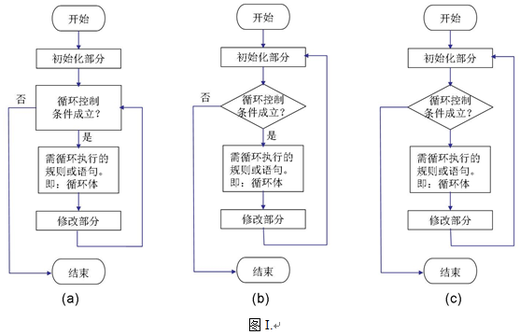 开始
初始化部分
否
循环控制
条件成立？
是
需循环执行的
规则或语句。
即：循环体
修改部分
结束
(a)
开始
初始化部分
否
循环控制
条件成立？
是
需循环执行的
规则或语句。
即：循环体
修改部分
结束
(b)
开始
初始化部分
循环控制
条件成立？
需循环执行的
规则或语句。
即：循环体
修改部分
结束
(c)
图 I.↵